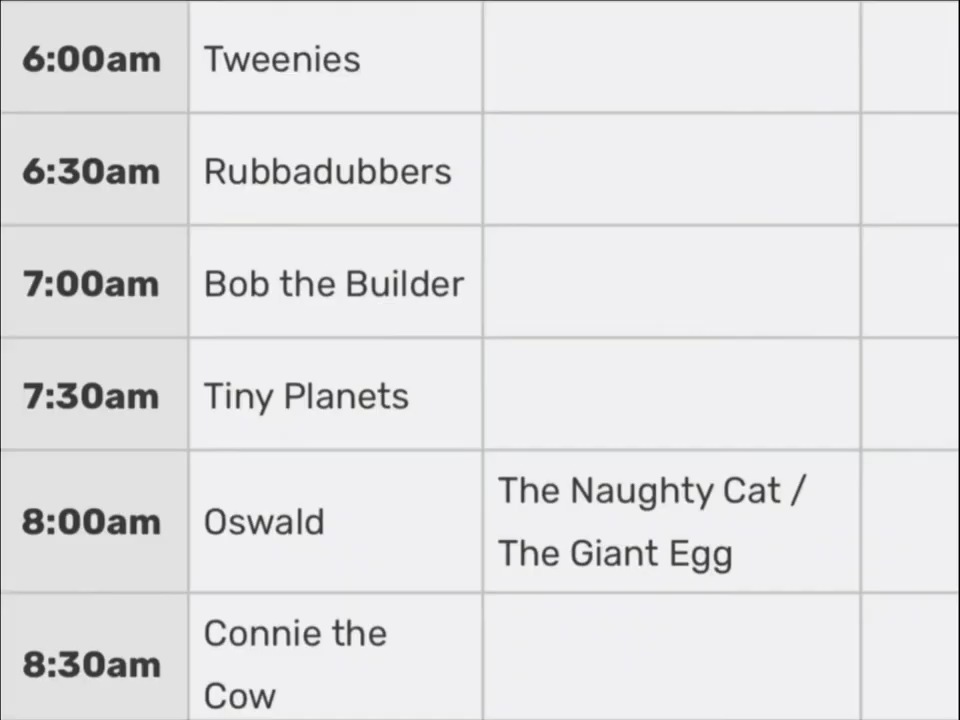 6:00am Tweenies
6:30am Rubbadubbers
7:00am Bob the Builder
7:30am Tiny Planets
8:00am Oswald The Naughty Cat /
The Giant Egg
8:30am Connie the
Cow